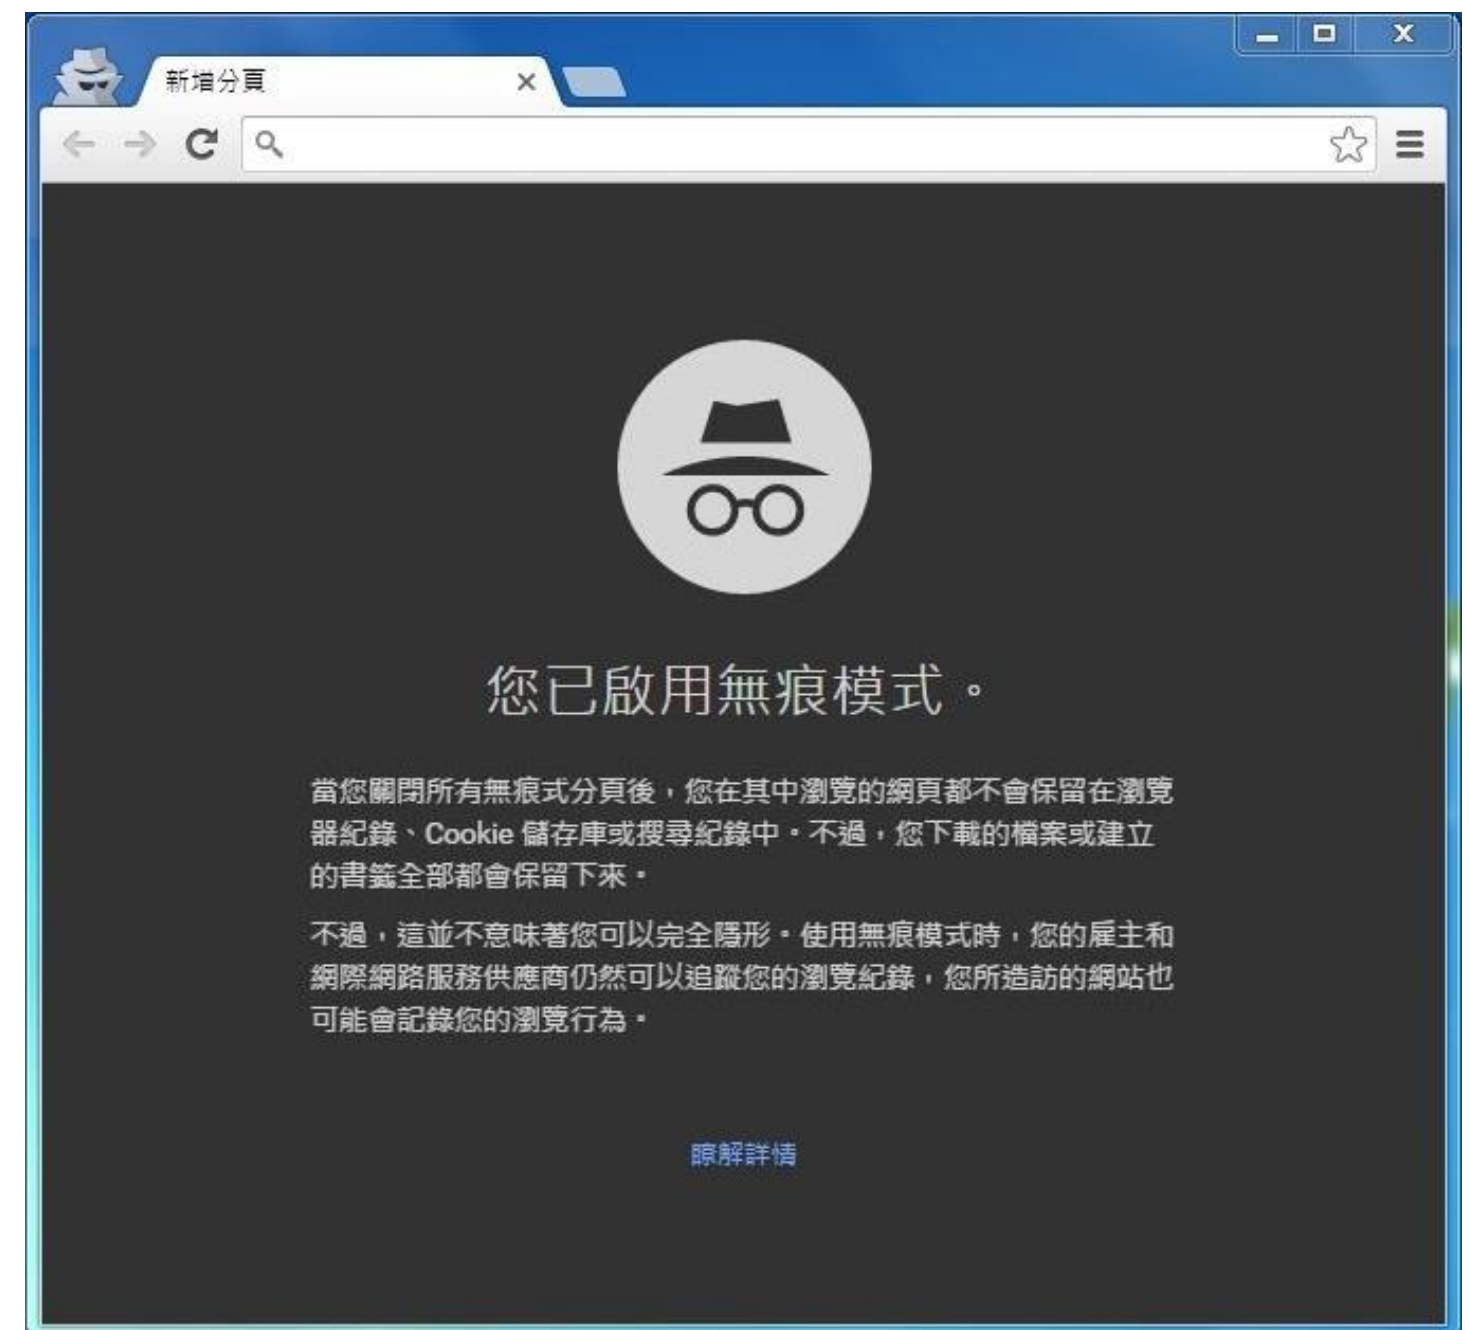 新增分頁
您已啟用無痕模式。
當您關閉所有無痕式分頁後，您在其中瀏覽的網頁都不會保留在瀏覽
器紀錄、Cookie 儲存庫或搜尋紀錄中。不過，您下載的檔案或建立
的書籤全部都會保留下來。
不過，這並不意味著您可以完全隱形。使用無痕模式時，您的雇主和
網際網路服務供應商仍然可以追蹤您的瀏覽紀錄，您所造訪的網站也
可能會記錄您的瀏覽行為。
瞭解詳情